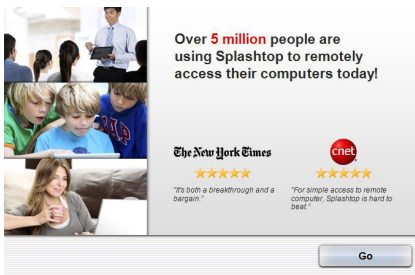 Over 5 million people are
using Splashtop to remotely
access their computers today!
The New York Times
cnet
"It's both a breakthrough and a
bargain."
"For simple access to remote
computer, Splashtop is hard to
beat."
GAP
Go